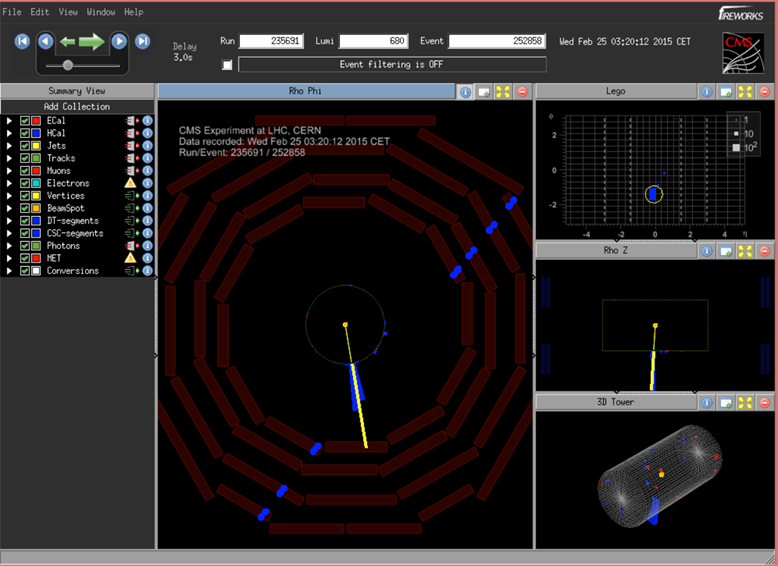 File Edit View Window Help
FIREWORKS
Delay
3.0s
Run 235691 Lumi 680 Event 252858 Wed Feb 25 03:20:12 2015 CET
CMS
Event filtering is OFF
Summary View
Add Collection
ECal
HCal
Jets
Tracks
Muons
Electrons
Vertices
BeamSpot
DT-segments
CSC-segments
Photons
MET
Conversions
Rho Phi
CMS Experiment at LHC, CERN
Data recorded: Wed Feb 25 03:20:12 2015 CET
Run/Event: 235691 / 252858
Lego
2
0
-2
-4 -2 0 2 4 η
1
10
10²
Rho Z
3D Tower